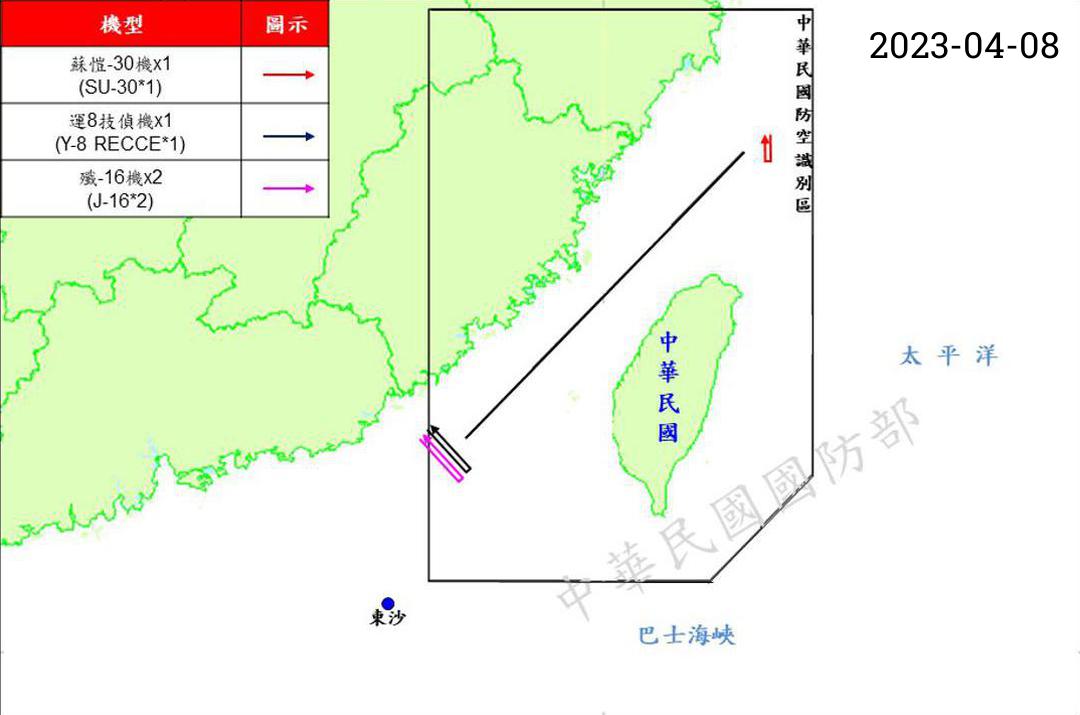 機型 圖示
蘇愷-30機x1
(SU-30*1)
運8技偵機x1
(Y-8 RECCE*1)
殲-16機x2
(J-16*2)
2023-04-08
中華民國防空識別區
中華民國
太平洋
中華民國國防部
東沙
巴士海峽